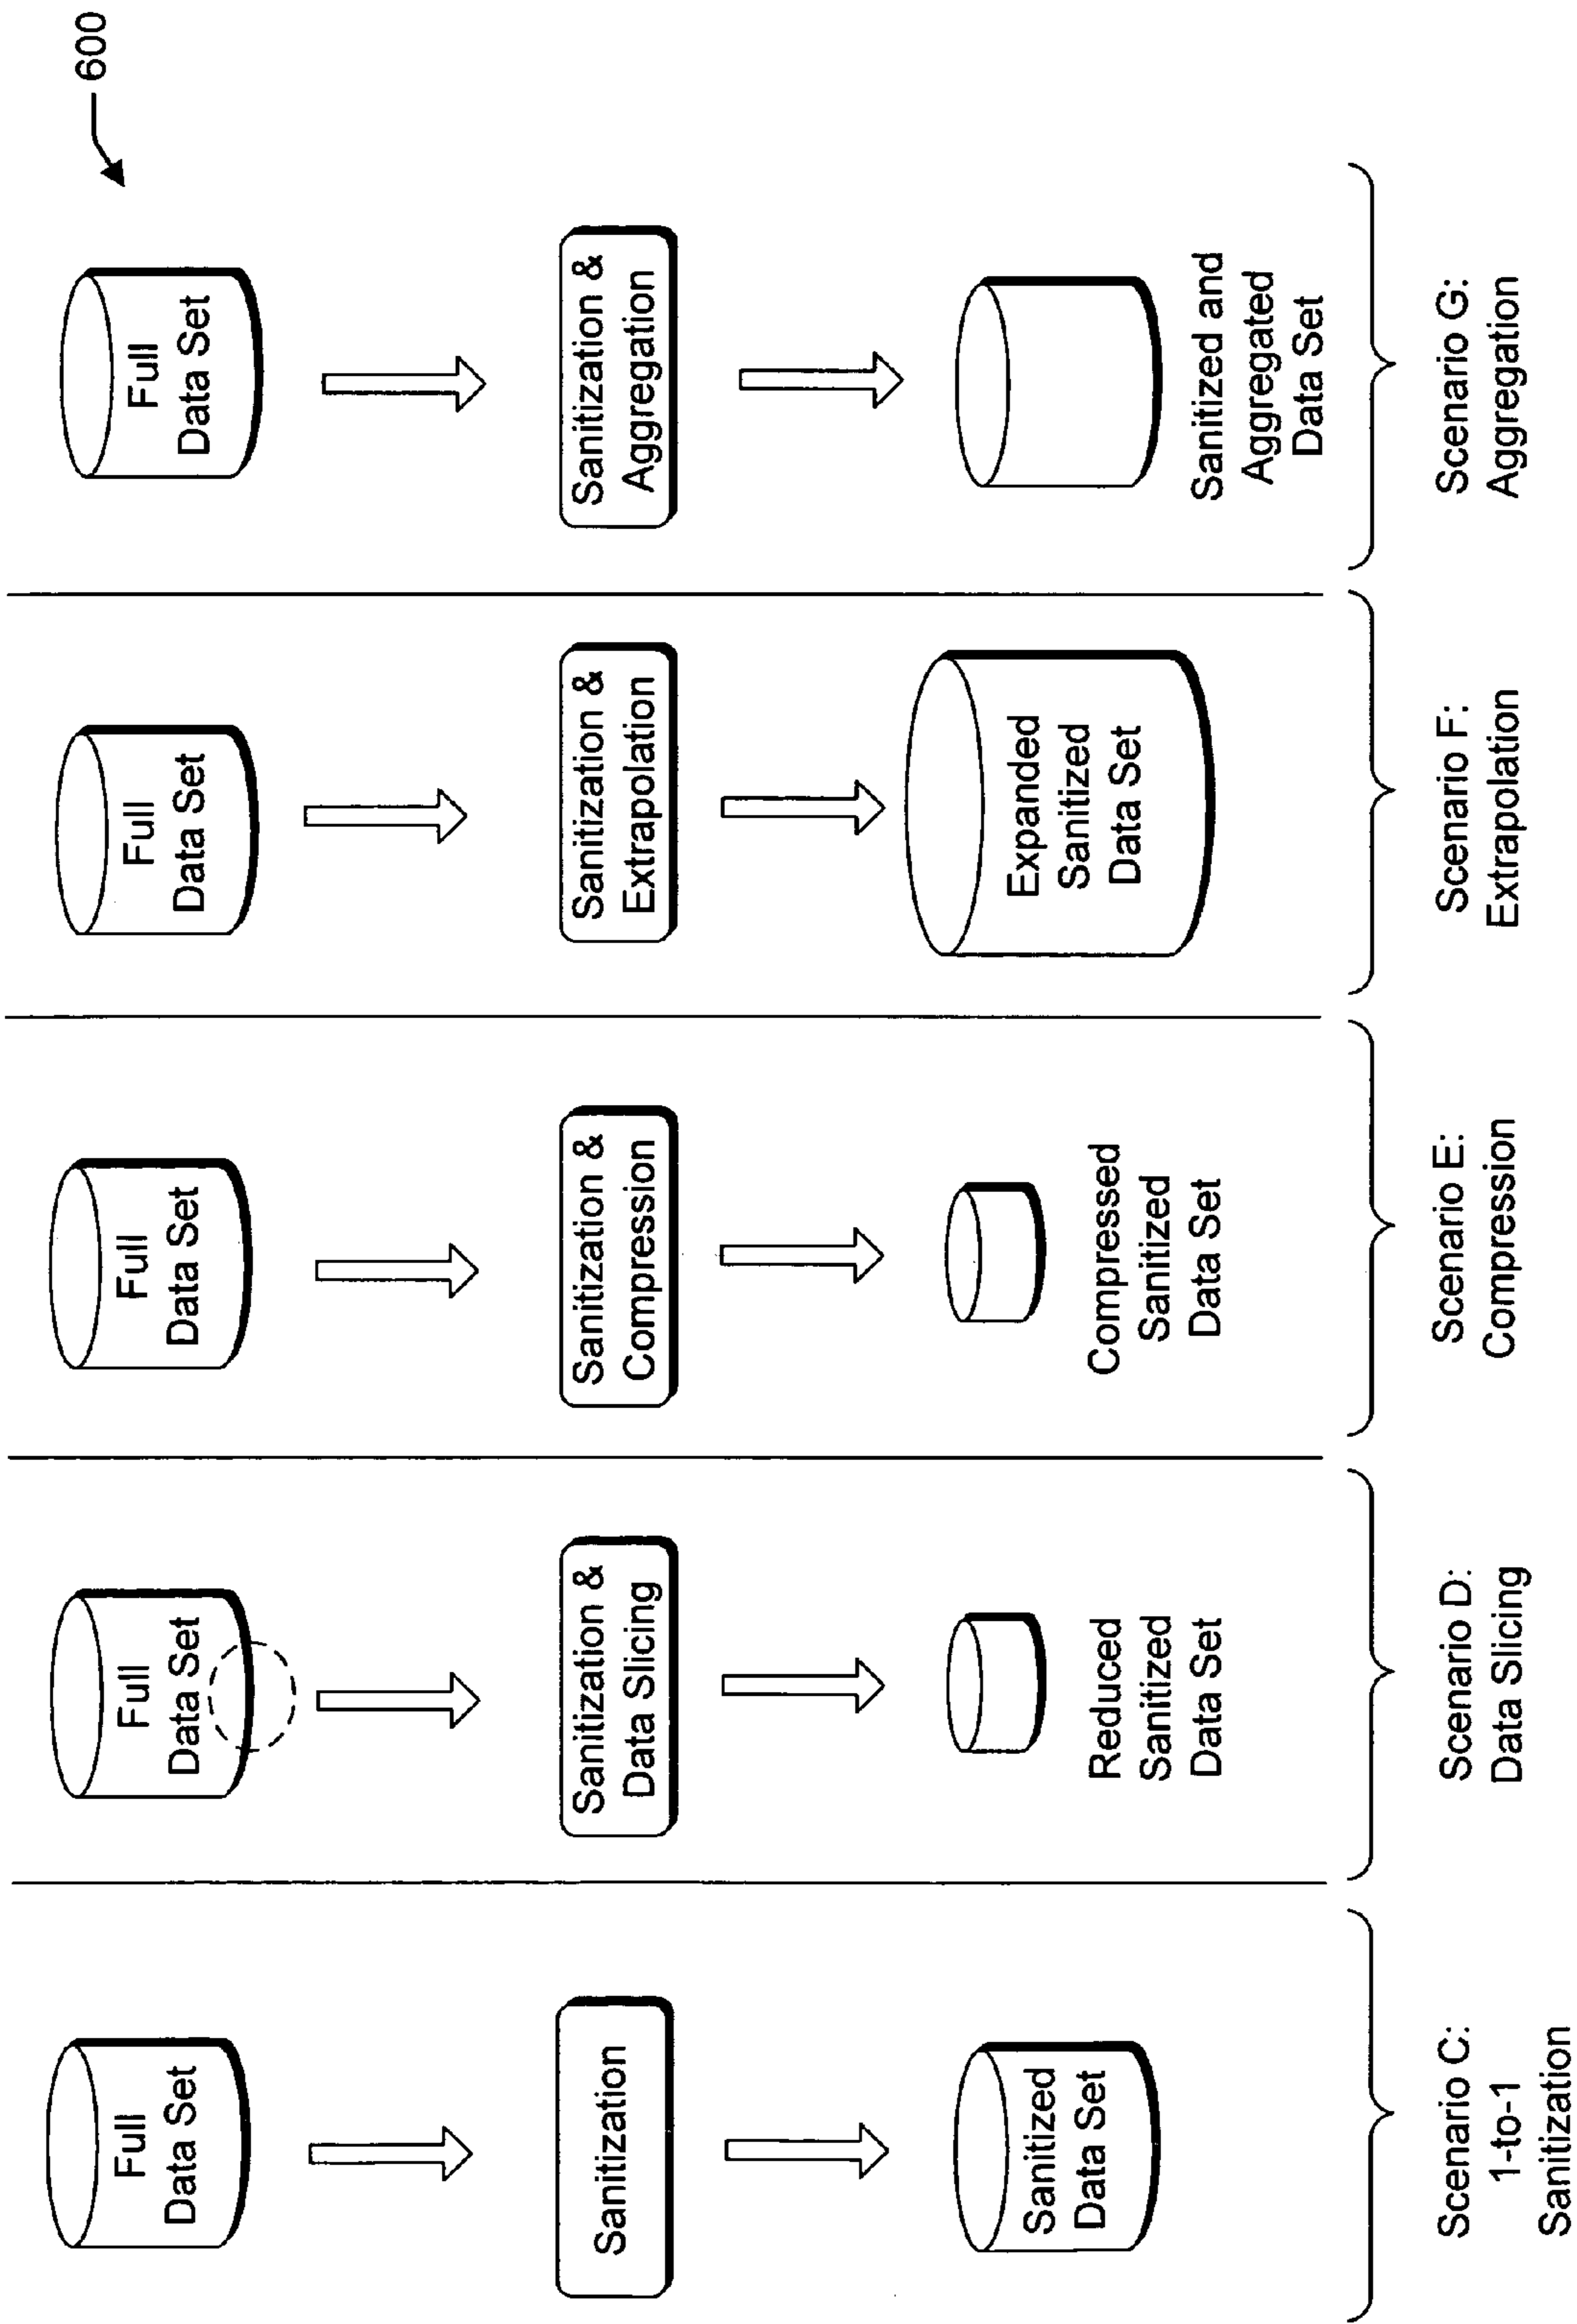 600
Full
Data Set
Sanitization
Sanitized
Data Set
Scenario C:
1-to-1
Sanitization
Full
Data Set
Sanitization &
Data Slicing
Reduced
Sanitized
Data Set
Scenario D:
Data Slicing
Full
Data Set
Sanitization &
Compression
Compressed
Sanitized
Data Set
Scenario E:
Compression
Full
Data Set
Sanitization &
Extrapolation
Expanded
Sanitized
Data Set
Scenario F:
Extrapolation
Full
Data Set
Sanitization &
Aggregation
Sanitized and
Aggregated
Data Set
Scenario G:
Aggregation